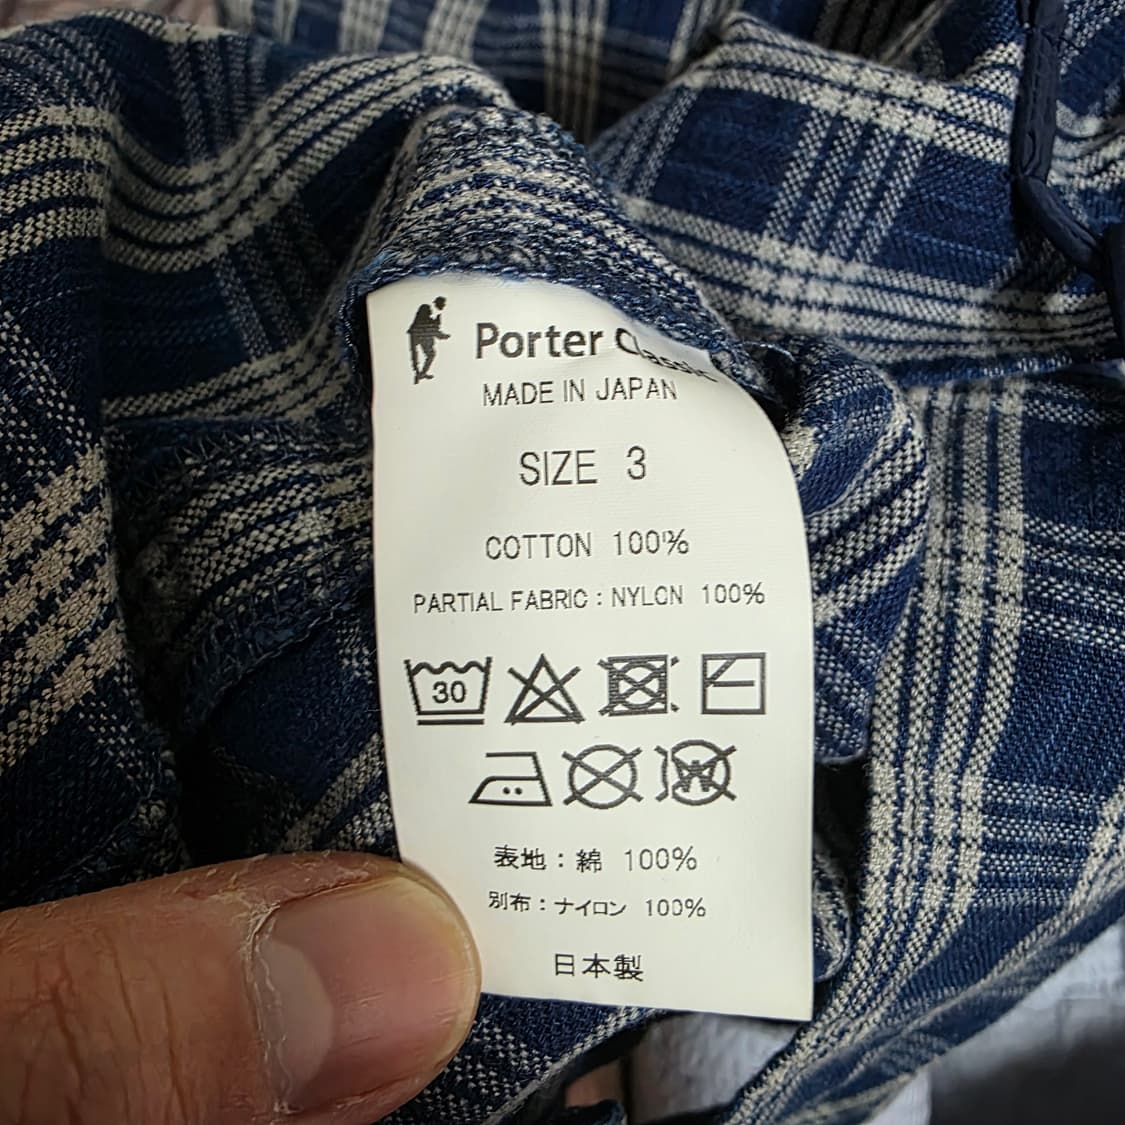 Porter Classic
MADE IN JAPAN
SIZE 3
COTTON 100%
PARTIAL FABRIC : NYLON 100%
30
W
表地 : 綿 100%
別布 : ナイロン 100%
日本製